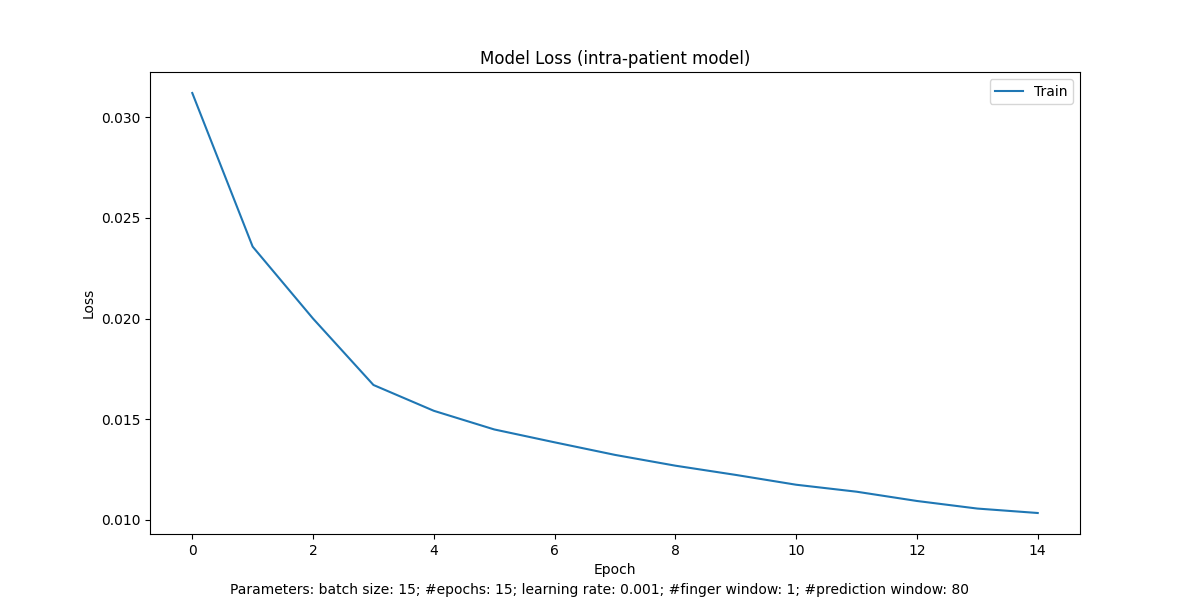 Model Loss (intra-patient model)
Train
0.030
0.025
0.020
0.015
0.010
Loss
0 2 4 6 8 10 12 14
Epoch
Parameters: batch size: 15; #epochs: 15; learning rate: 0.001; #finger window: 1; #prediction window: 80